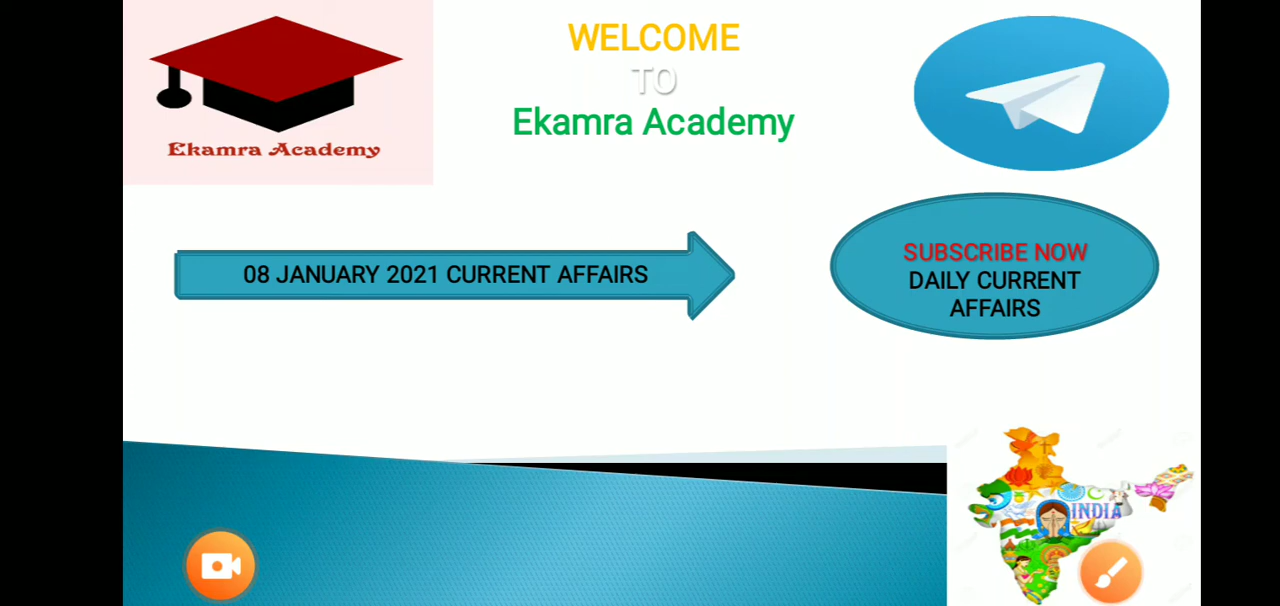 Ekamra Academy
WELCOME
TO
Ekamra Academy
08 JANUARY 2021 CURRENT AFFAIRS
SUBSCRIBE NOW
DAILY CURRENT
AFFAIRS
INDIA